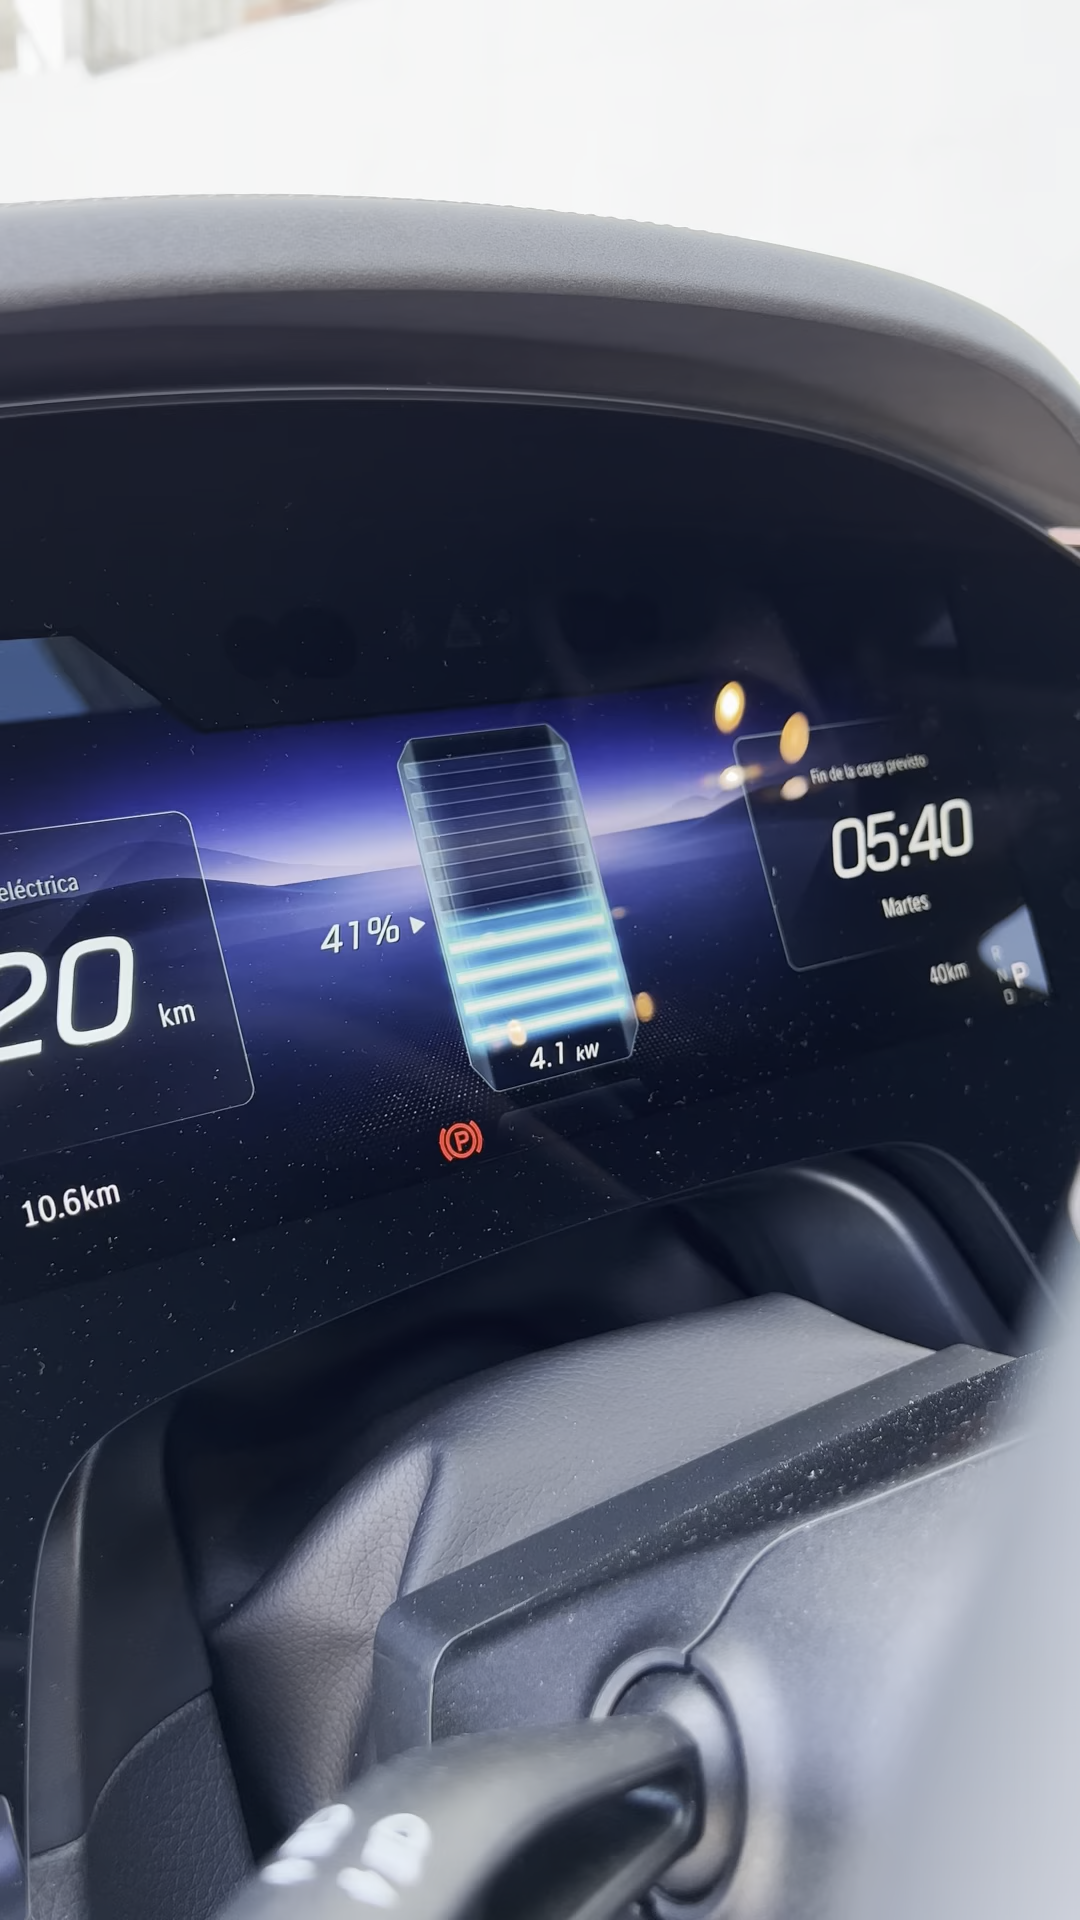 eléctrica
20 km
10.6km
41%
4.1 kW
P
Fin de la carga previsto
05:40
Martes
40km
R
N P
D